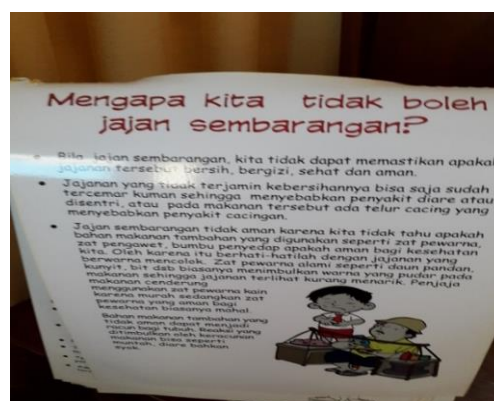 Mengapa kita tidak boleh
jajan sembarangan?
Bila jajan sembarangan, kita tidak dapat memastikan apakah
jajanan tersebut bersih, bergizi, sehat dan aman.
Jajanan yang tidak terjamin kebersihannya bisa saja sudah
tercemar kuman sehingga menyebabkan penyakit diare atau
disentri, atau pada makanan tersebut ada telur cacing yang
menyebabkan penyakit cacingan.
Jajan sembarangan tidak aman karena kita tidak tahu apakah
bahan makanan tambahan yang digunakan seperti zat pewarna,
zat pengawet, bumbu penyedap apakah aman bagi kesehatan
kita. Oleh karena itu berhati-hatilah dengan jajanan yang
berwarna mencolok. Zat pewarna alami seperti daun pandan,
kunyit, bit dsb biasanya menimbulkan warna yang pudar pada
makanan sehingga jajanan terlihat kurang menarik. Penjaja
makanan cenderung
menggunakan zat pewarna kain
karena murah sedangkan zat
pewarna yang aman bagi
kesehatan biasanya mahal.
Bahan makanan tambahan yang
tidak aman dapat menjadi
racun bagi tubuh. Reaksi yang
ditimbulkan oleh keracunan
makanan bisa seperti
muntah, diare bahkan
syok.